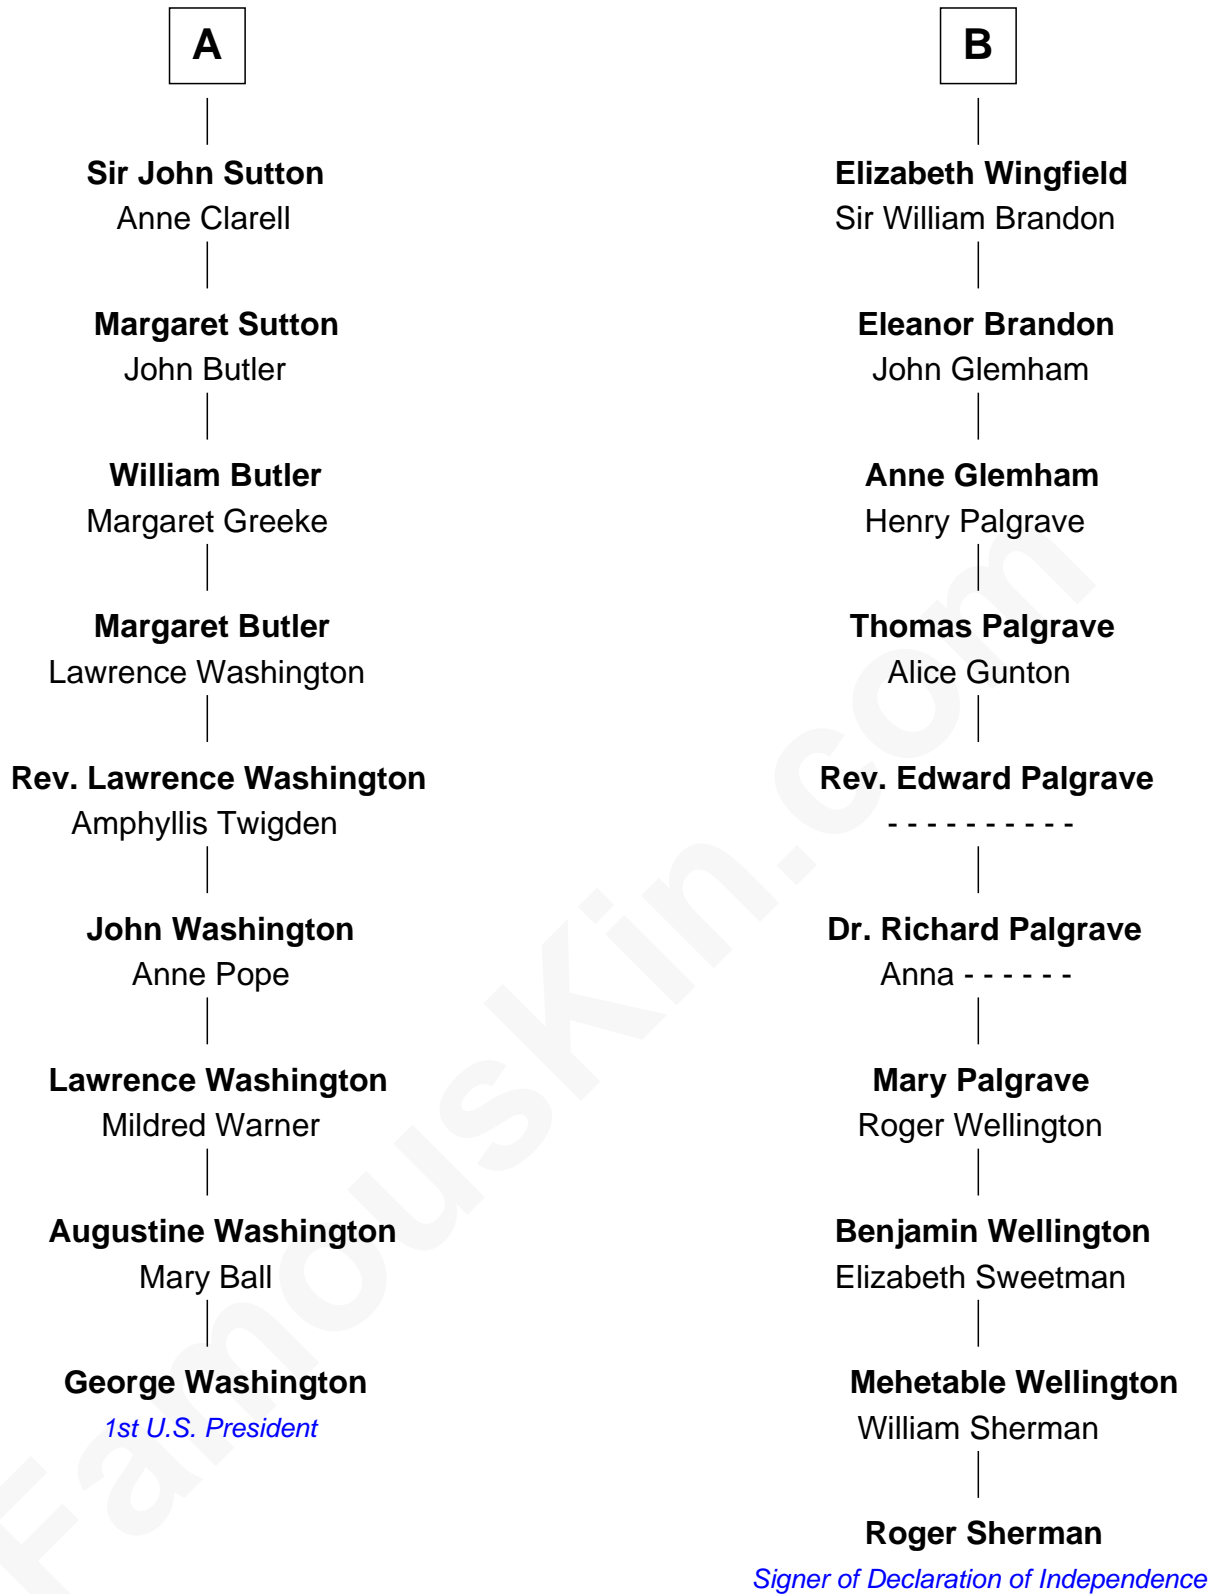 A
Sir John Sutton
Anne Clarell
Margaret Sutton
John Butler
William Butler
Margaret Greeke
Margaret Butler
Lawrence Washington
Rev. Lawrence Washington
Amphyllis Twigden
John Washington
Anne Pope
Lawrence Washington
Mildred Warner
Augustine Washington
Mary Ball
George Washington
1st U.S. President
B
Elizabeth Wingfield
Sir William Brandon
Eleanor Brandon
John Glemham
Anne Glemham
Henry Palgrave
Thomas Palgrave
Alice Gunton
Rev. Edward Palgrave
- - - - - - - - - -
Dr. Richard Palgrave
Anna - - - - - -
Mary Palgrave
Roger Wellington
Benjamin Wellington
Elizabeth Sweetman
Mehetable Wellington
William Sherman
Roger Sherman
Signer of Declaration of Independence
FamousKin.com